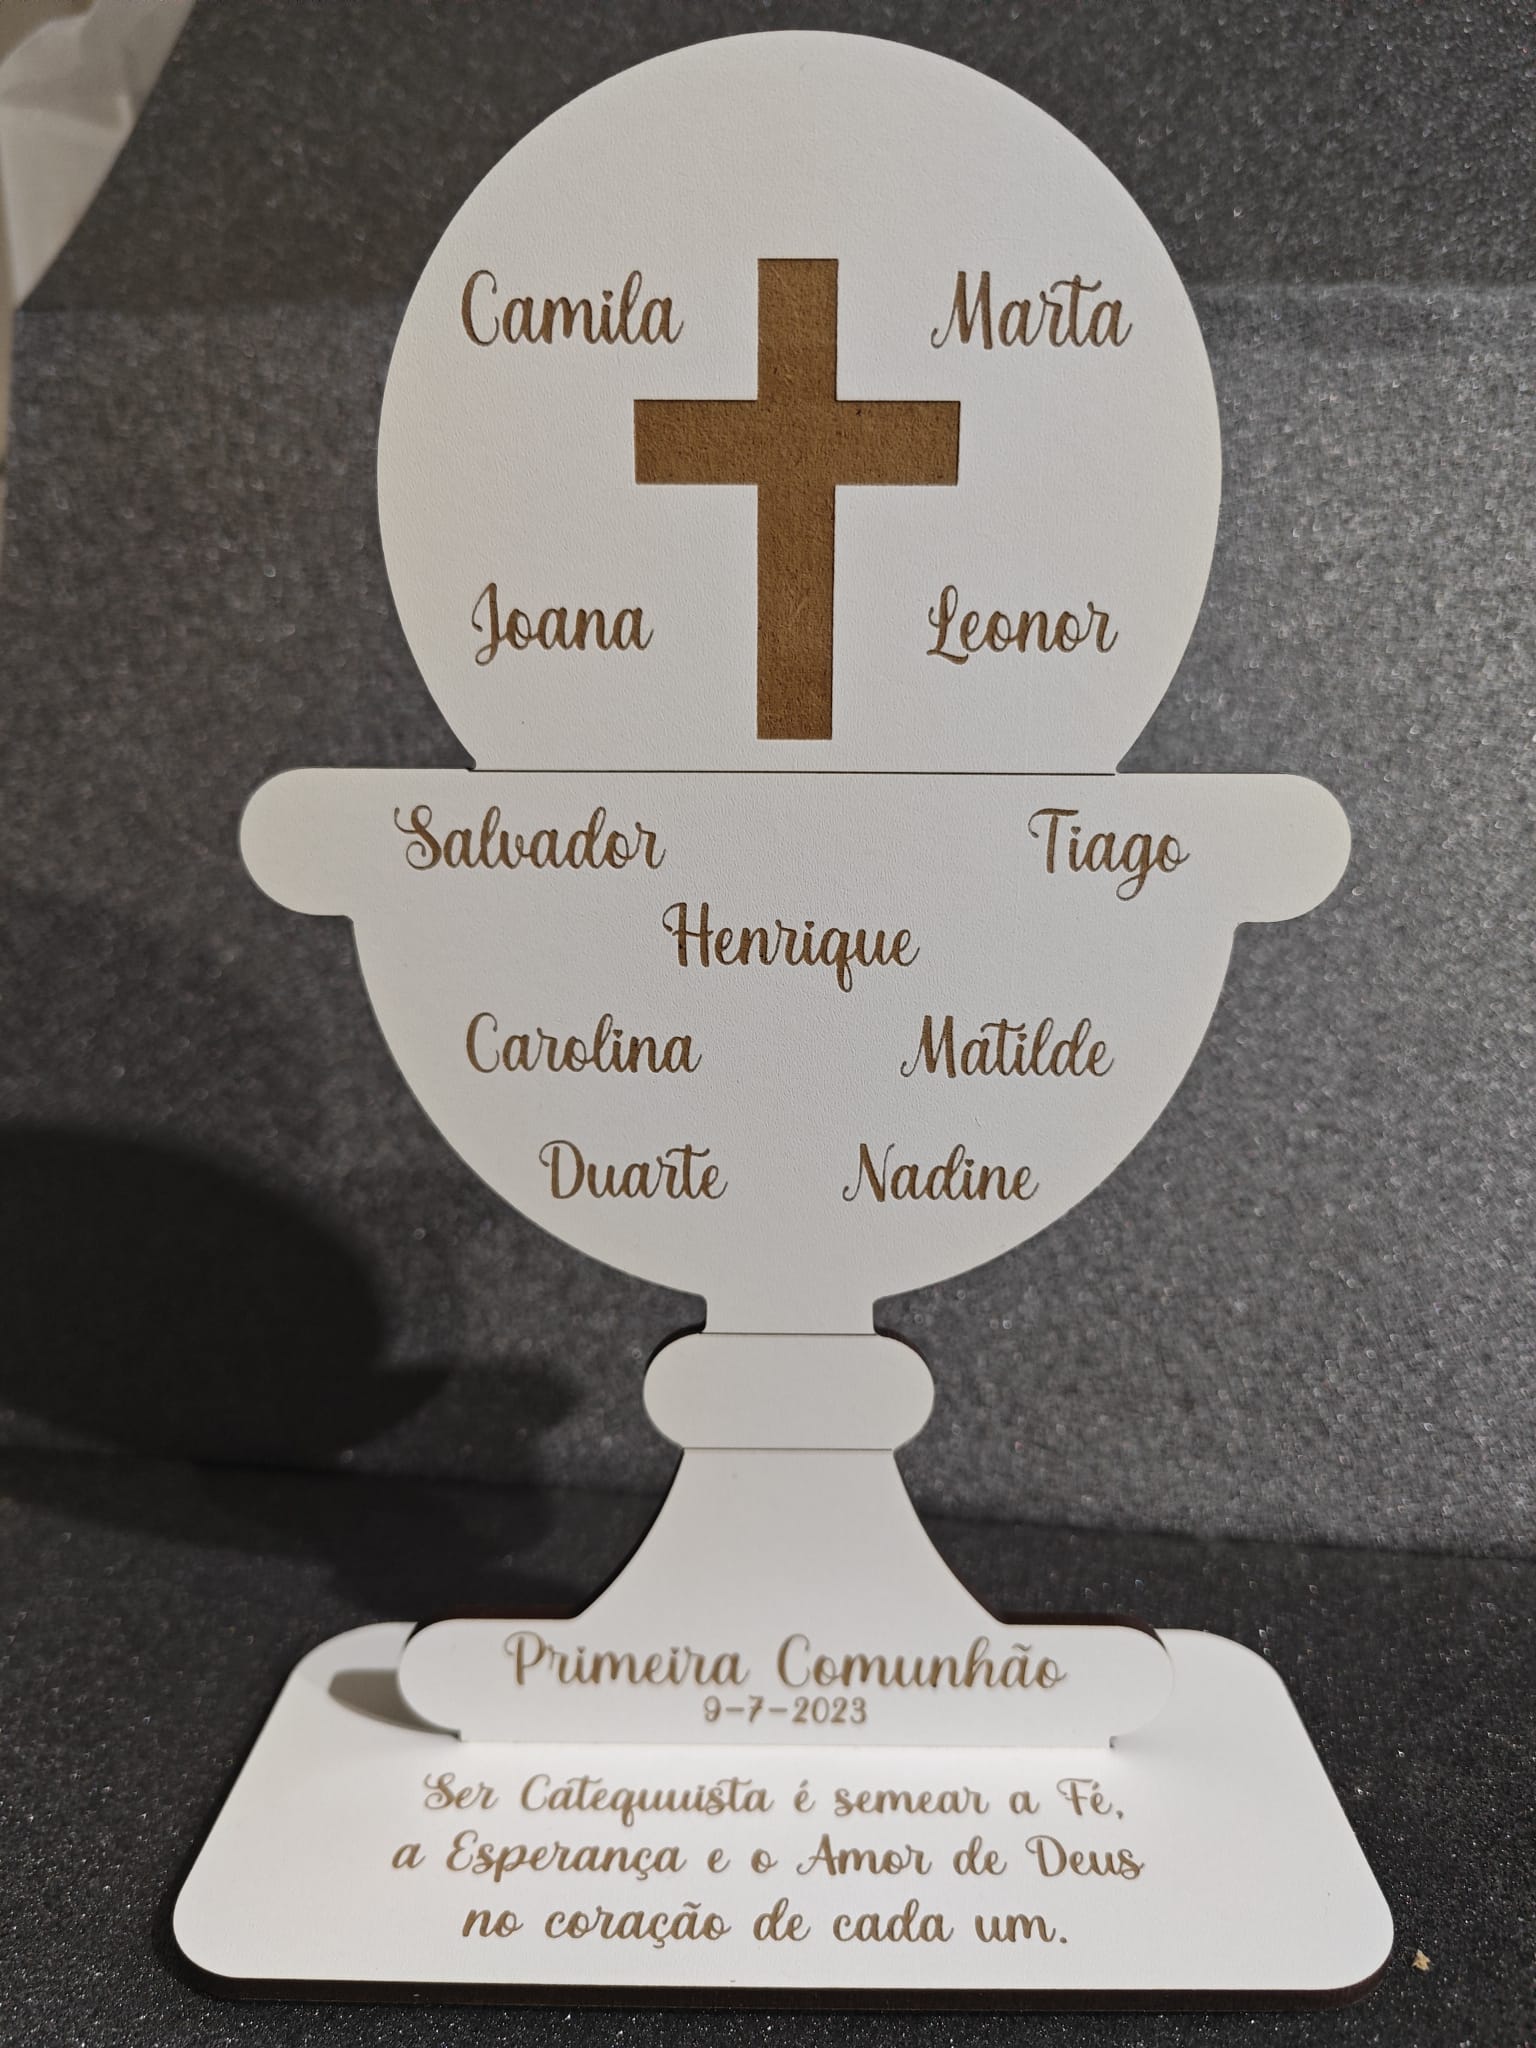 Camila Marta
Joana Leonor
Salvador Tiago
Henrique
Carolina Matilde
Duarte Nadine
Primeira Comunhão
9-7-2023
Ser Catequuista é semear a Fé,
a Esperança e o Amor de Deus
no coração de cada um.